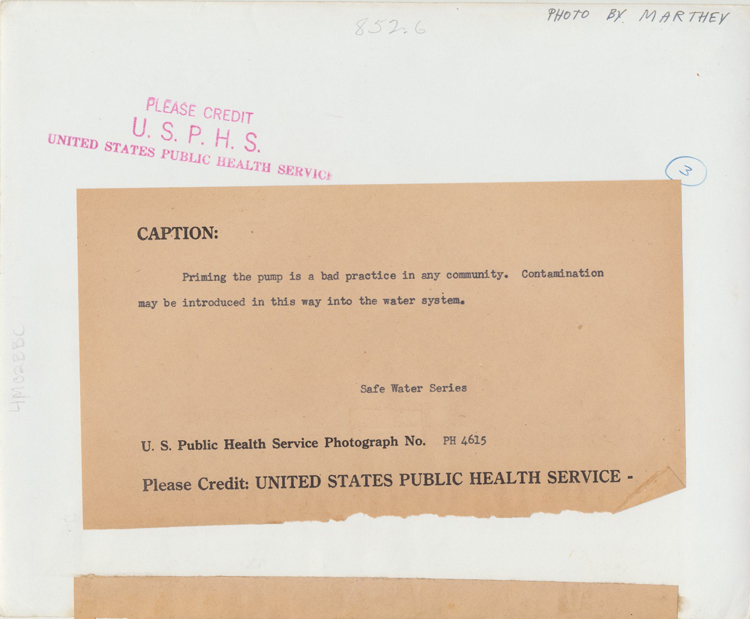 852.6
PHOTO BY MARTHEY
PLEASE CREDIT
U. S. P. H. S.
UNITED STATES PUBLIC HEALTH SERVICE
3
CAPTION:
Priming the pump is a bad practice in any community. Contamination
may be introduced in this way into the water system.
Safe Water Series
U. S. Public Health Service Photograph No. PH 4615
Please Credit: UNITED STATES PUBLIC HEALTH SERVICE -